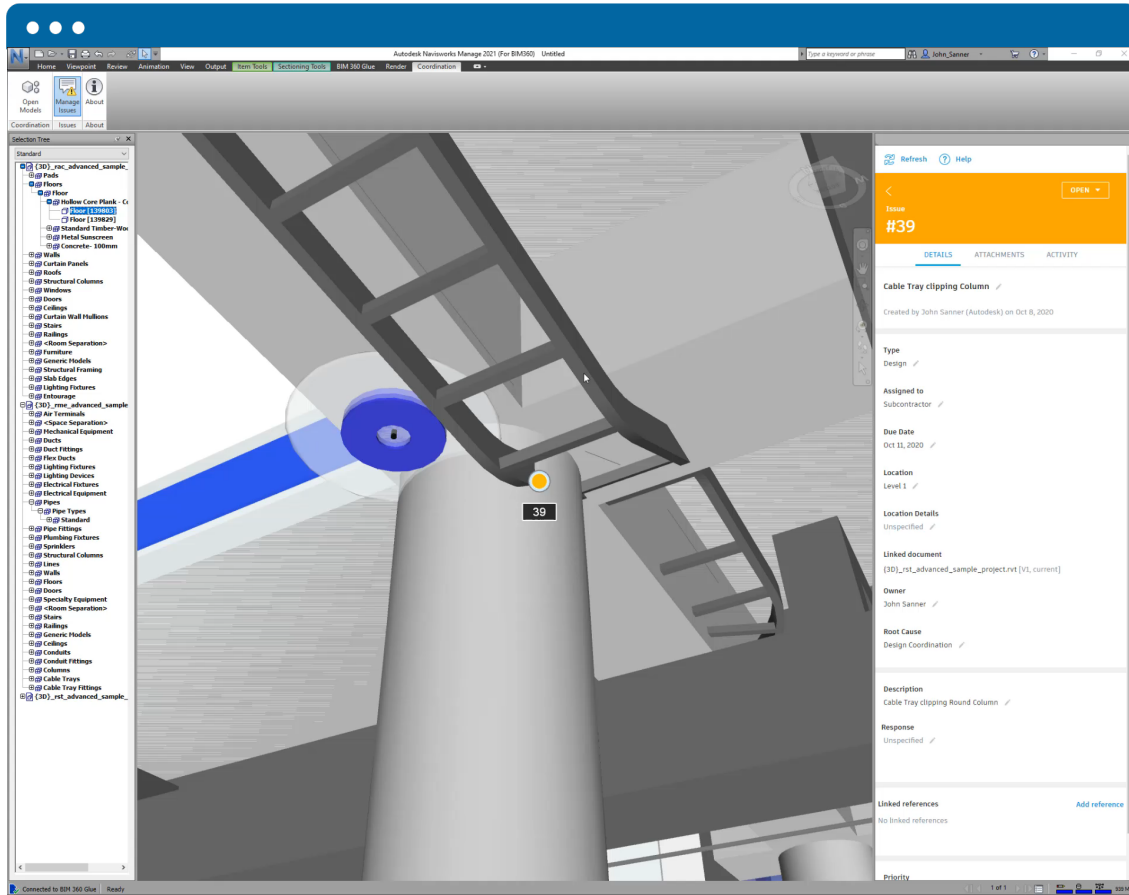 Autodesk Navisworks Manage 2021 (For BIM360) Untitled
Type a keyword or phrase
John_Sanner
Home Viewpoint Review Animation View Output Item Tools Sectioning Tools BIM 360 Glue Render Coordination
Open Models
Manage Issues
About
Coordination Issues About
Selection Tree
Standard
{3D}_rac_advanced_sample_
Pads
Floors
Floor
Hollow Core Plank - Co
Floor [139803]
Floor [139829]
Standard Timber-Woo
Metal Sunscreen
Concrete- 100mm
Walls
Curtain Panels
Roofs
Structural Columns
Windows
Doors
Ceilings
Curtain Wall Mullions
Stairs
Railings
<Room Separation>
Furniture
Generic Models
Structural Framing
Slab Edges
Lighting Fixtures
Entourage
{3D}_rme_advanced_sample
Air Terminals
<Space Separation>
Mechanical Equipment
Ducts
Duct Fittings
Flex Ducts
Lighting Fixtures
Lighting Devices
Electrical Fixtures
Electrical Equipment
Pipes
Pipe Types
Standard
Pipe Fittings
Plumbing Fixtures
Sprinklers
Structural Columns
Lines
Walls
Floors
Doors
Specialty Equipment
<Room Separation>
Stairs
Railings
Generic Models
Ceilings
Conduits
Conduit Fittings
Columns
Cable Trays
Cable Tray Fittings
{3D}_rst_advanced_sample_
39
Refresh Help
OPEN
Issue
#39
DETAILS ATTACHMENTS ACTIVITY
Cable Tray clipping Column
Created by John Sanner (Autodesk) on Oct 8, 2020
Type
Design
Assigned to
Subcontractor
Due Date
Oct 11, 2020
Location
Level 1
Location Details
Unspecified
Linked document
{3D}_rst_advanced_sample_project.rvt [V1, current]
Owner
John Sanner
Root Cause
Design Coordination
Description
Cable Tray clipping Round Column
Response
Unspecified
Linked references Add reference
No linked references
Priority
Connected to BIM 360 Glue Ready
1 of 1